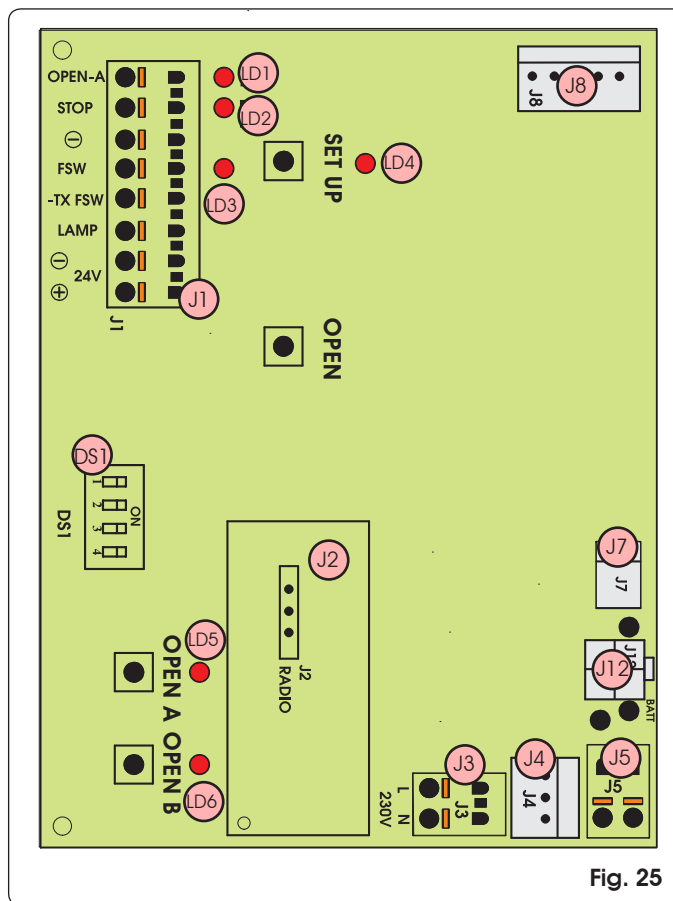 OPEN-A
LD1
STOP
LD2
⊖
FSW
SET UP
LD4
-TX FSW
LD3
LAMP
⊖
24V
⊕
J1
J1
J8
J8
OPEN
DS1
DS1
1
2
3
4
ON
J2
J2
RADIO
J7
J7
LD5
OPEN A
OPEN B
LD6
J12
BATT
J3
L
N
230V
J3
J4
J4
J5
J5
Fig. 25